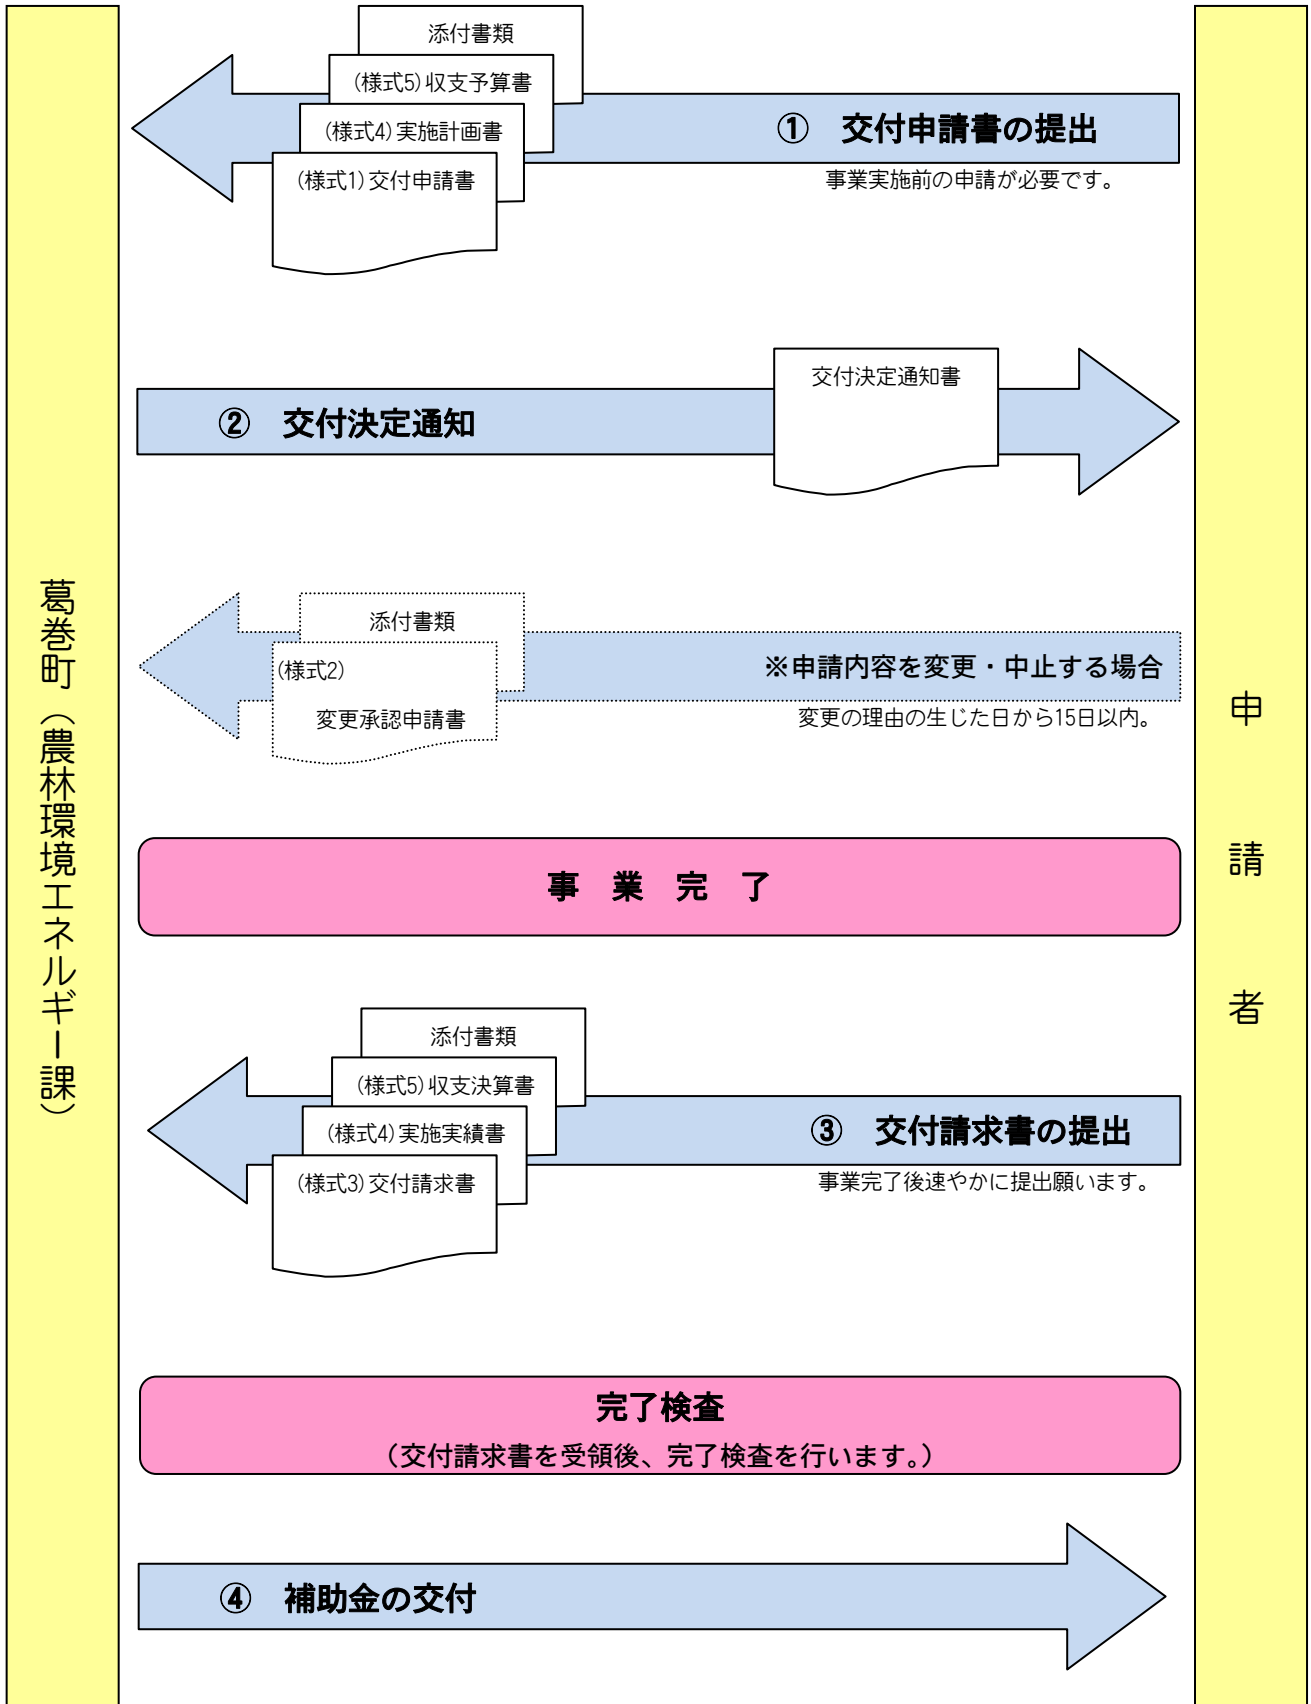 添付書類
(様式5)収支予算書
(様式4)実施計画書
(様式1)交付申請書
①　交付申請書の提出
事業実施前の申請が必要です。
②　交付決定通知
交付決定通知書
添付書類
(様式2)
変更承認申請書
※申請内容を変更・中止する場合
変更の理由の生じた日から15日以内。
葛巻町（農林環境エネルギー課）
申請者
事　業　完　了
添付書類
(様式5)収支決算書
(様式4)実施実績書
(様式3)交付請求書
③　交付請求書の提出
事業完了後速やかに提出願います。
完了検査
（交付請求書を受領後、完了検査を行います。）
④　補助金の交付